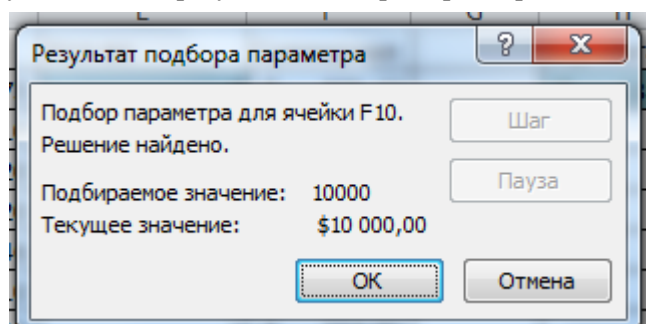 Результат подбора параметра
Подбор параметра для ячейки F10.
Решение найдено.
Шаг
Подбираемое значение: 10000
Пауза
Текущее значение: $10 000,00
ОК
Отмена